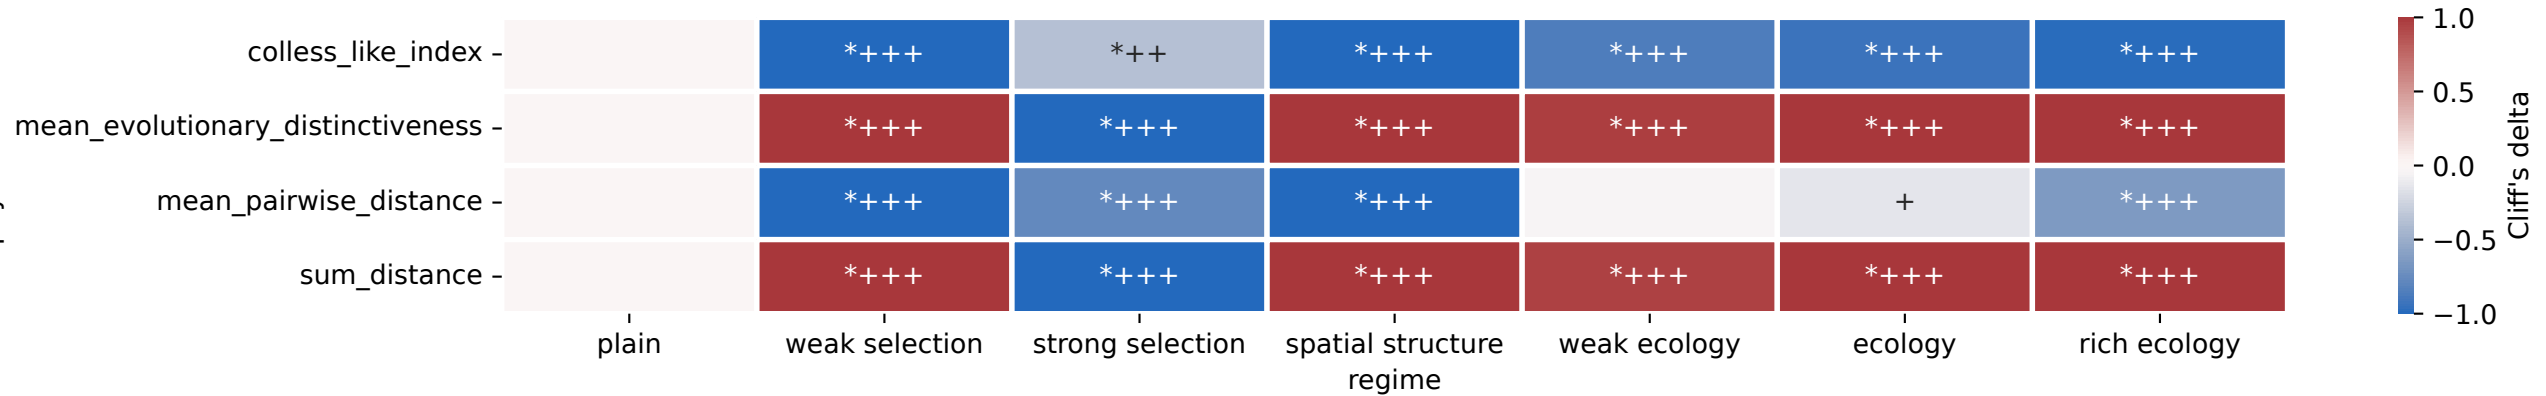 colless_like_index *+++ *++ *+++ *+++ *+++ *+++
mean_evolutionary_distinctiveness *+++ *+++ *+++ *+++ *+++ *+++
mean_pairwise_distance *+++ *+++ *+++ + *+++
sum_distance *+++ *+++ *+++ *+++ *+++ *+++
plain weak selection strong selection spatial structure weak ecology ecology rich ecology
regime
1.0
0.5
0.0
−0.5
−1.0
Cliff's delta